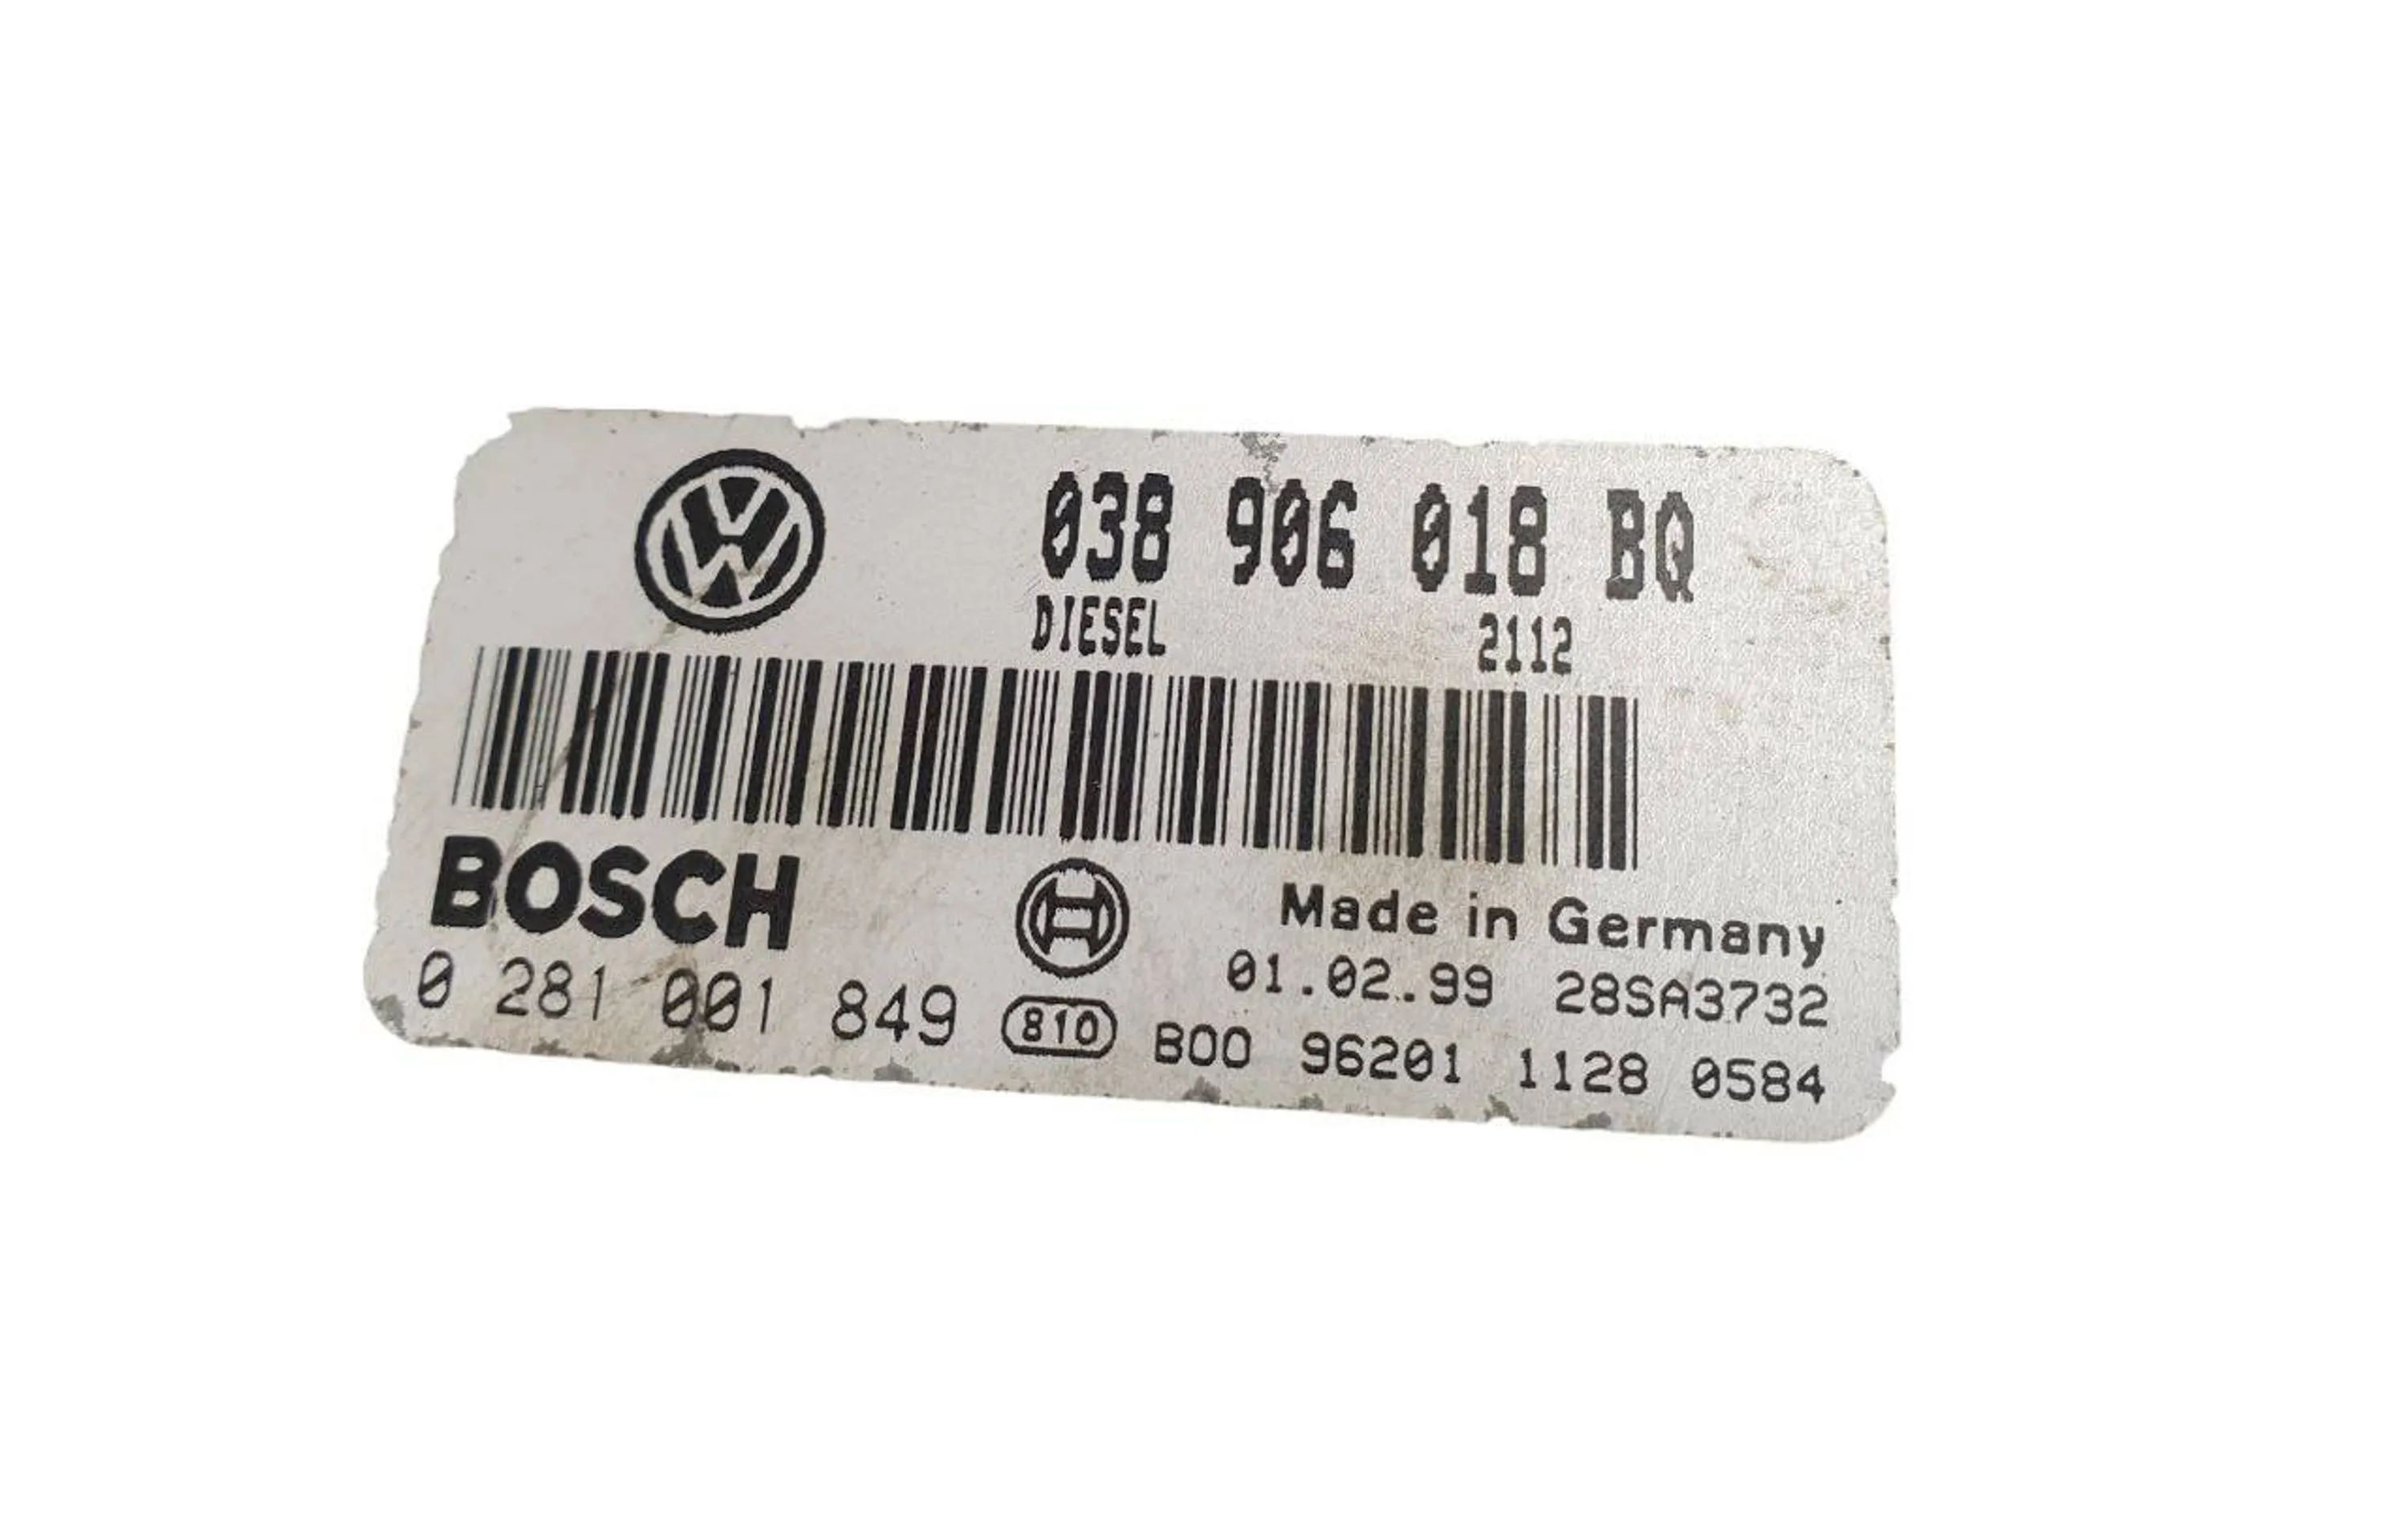 038 906 018 BQ
DIESEL 2112
BOSCH
Made in Germany
01.02.99 28SA3732
0 281 001 849
810 B00 96201 1128 0584